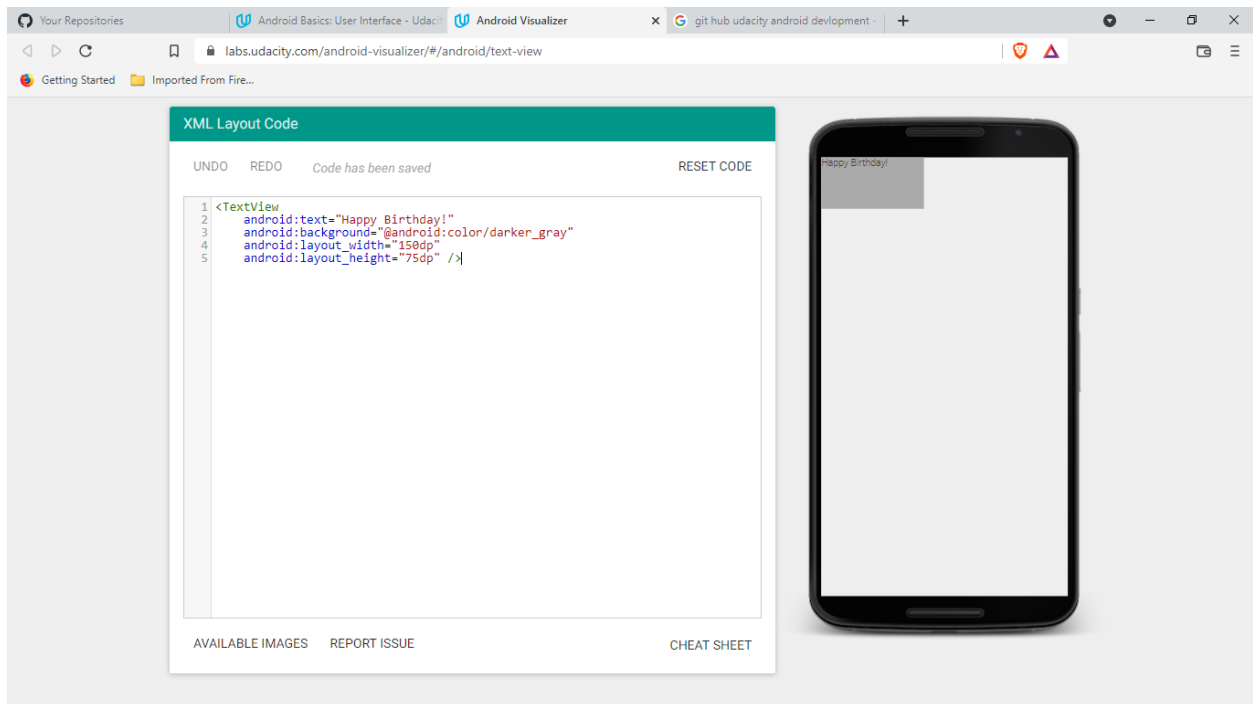 Your Repositories
Android Basics: User Interface - Udaci
Android Visualizer
git hub udacity android devlopment -
labs.udacity.com/android-visualizer/#/android/text-view
Getting Started
Imported From Fire...
XML Layout Code
UNDO REDO Code has been saved RESET CODE
1 <TextView
2 android:text="Happy Birthday!"
3 android:background="@android:color/darker_gray"
4 android:layout_width="150dp"
5 android:layout_height="75dp" />
AVAILABLE IMAGES REPORT ISSUE CHEAT SHEET
Happy Birthday!